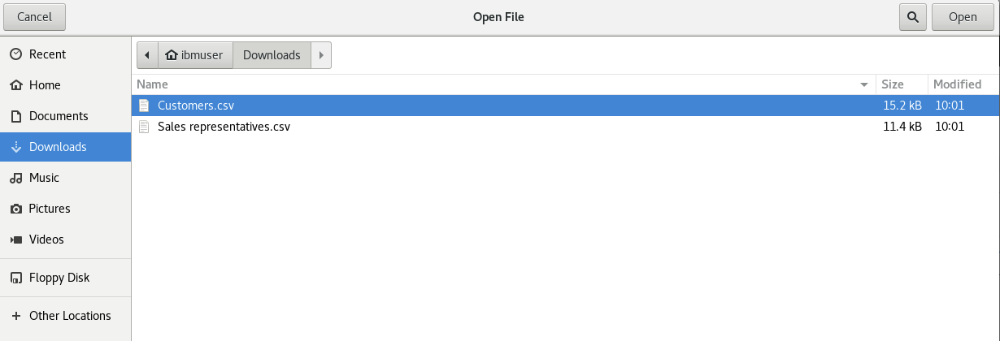 Cancel Open File Open
Recent
Home
Documents
Downloads
Music
Pictures
Videos
Floppy Disk
Other Locations
ibmuser Downloads
Name Size Modified
Customers.csv 15.2 kB 10:01
Sales representatives.csv 11.4 kB 10:01